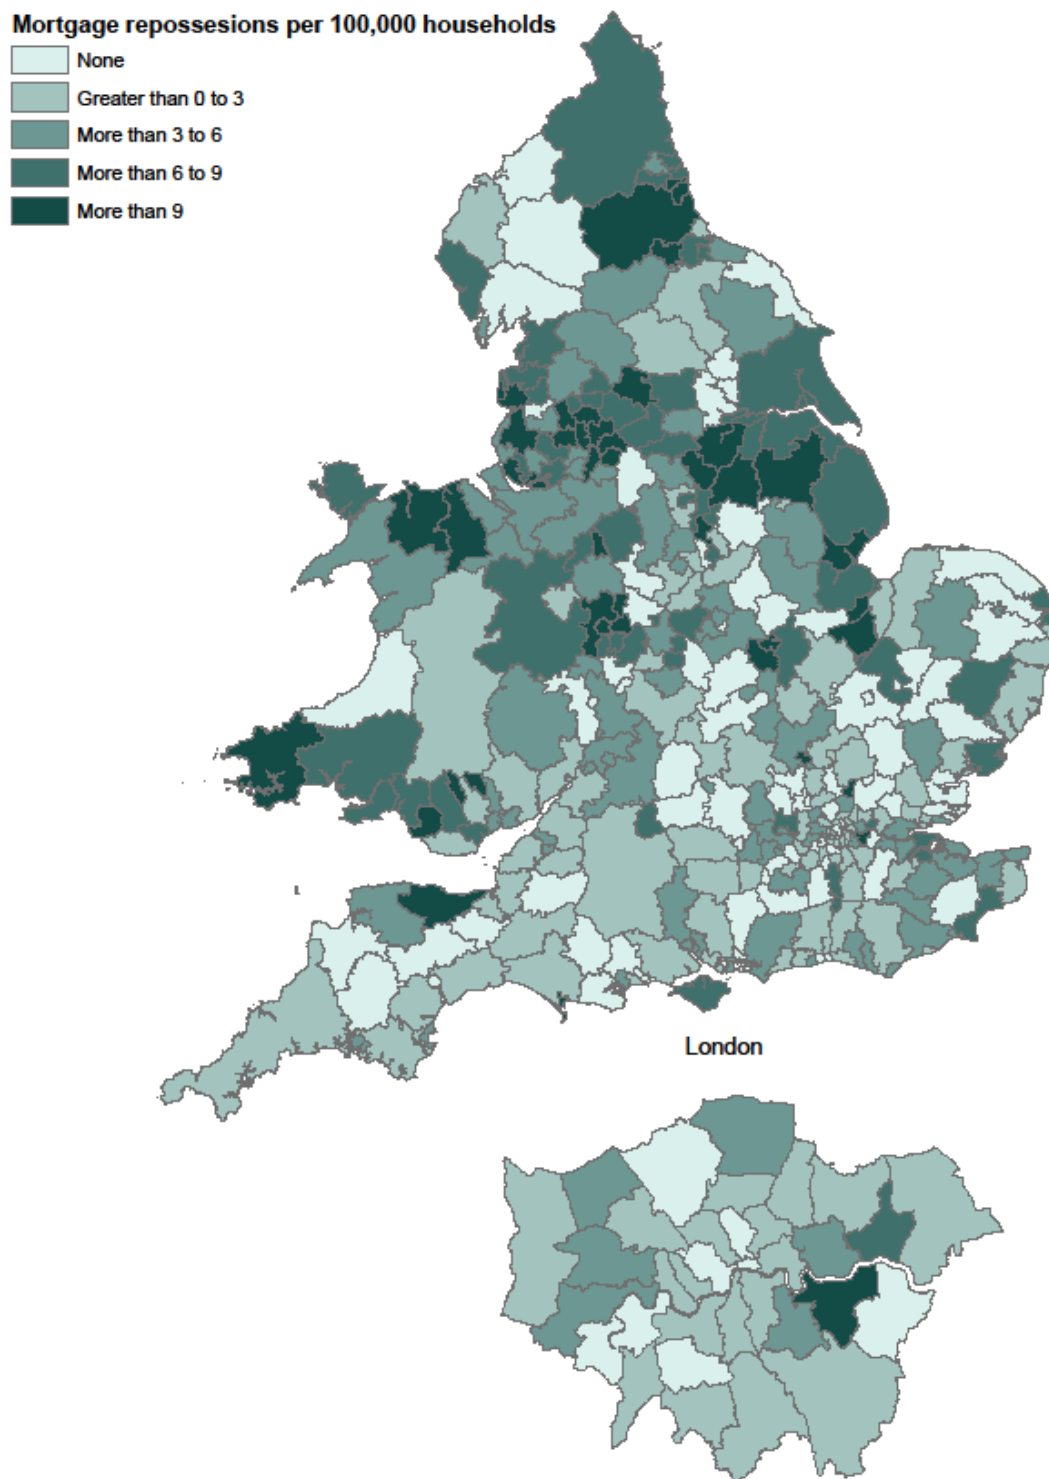 Mortgage repossesions per 100,000 households
None
Greater than 0 to 3
More than 3 to 6
More than 6 to 9
More than 9
London